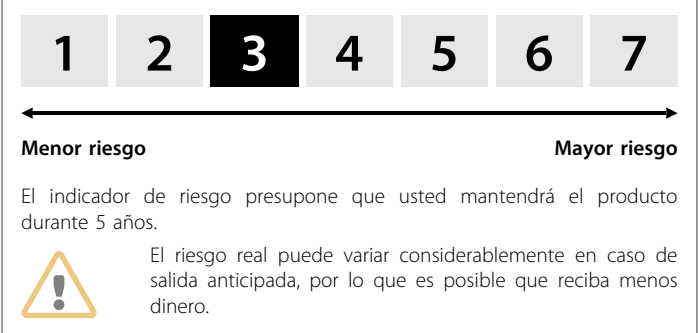 1 2 3 4 5 6 7
Menor riesgo Mayor riesgo
El indicador de riesgo presupone que usted mantendrá el producto
durante 5 años.
El riesgo real puede variar considerablemente en caso de
salida anticipada, por lo que es posible que reciba menos
dinero.